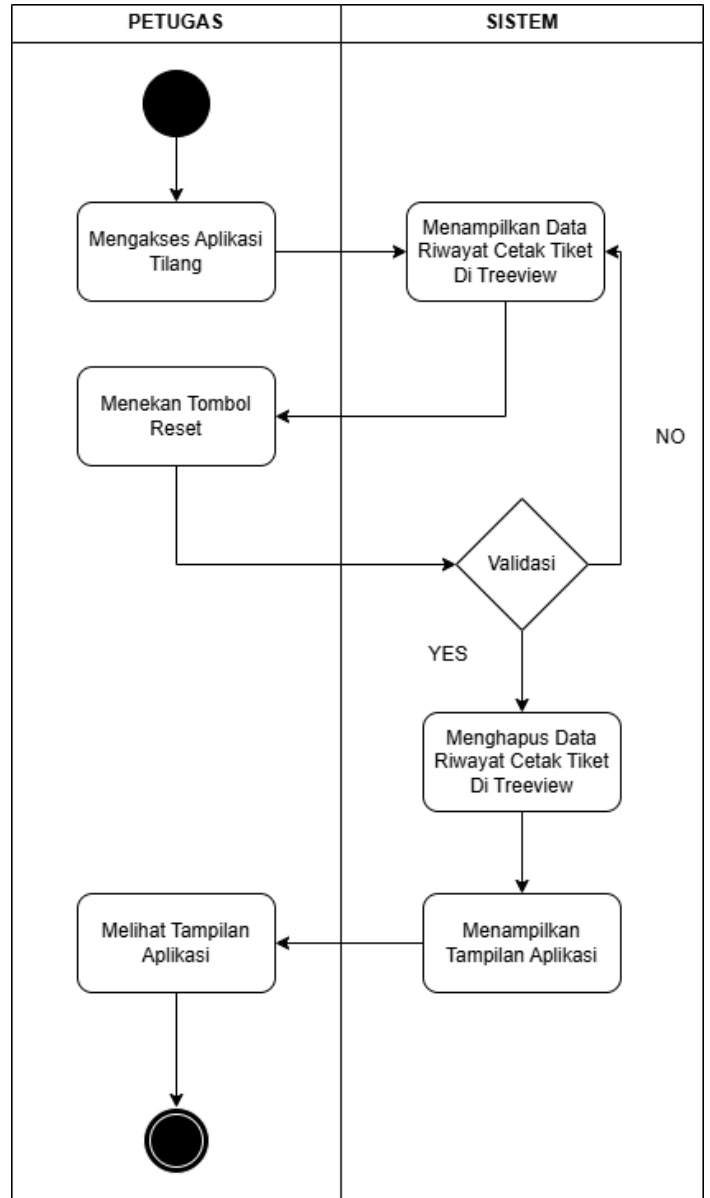 PETUGAS
SISTEM
Mengakses Aplikasi
Tilang
Menampilkan Data
Riwayat Cetak Tiket
Di Treeview
Menekan Tombol
Reset
NO
Validasi
YES
Menghapus Data
Riwayat Cetak Tiket
Di Treeview
Melihat Tampilan
Aplikasi
Menampilkan
Tampilan Aplikasi